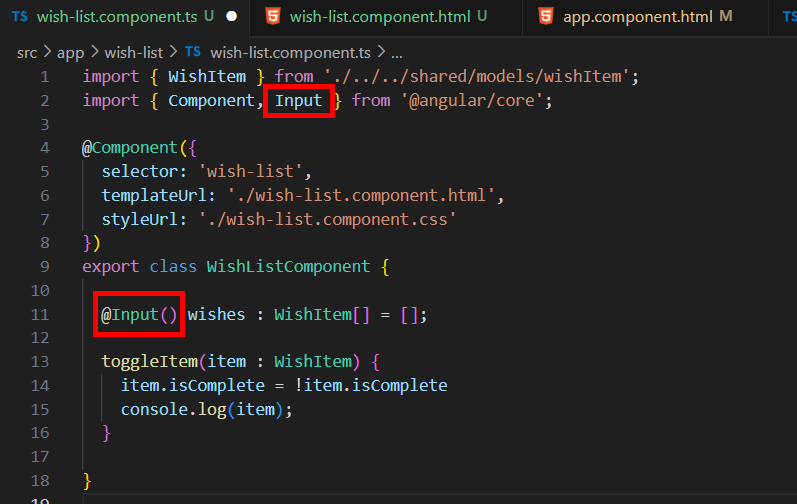 TS wish-list.component.ts U wish-list.component.html U app.component.html M TS
src > app > wish-list > TS wish-list.component.ts > ...
1 import { WishItem } from './../../shared/models/wishItem';
2 import { Component, Input } from '@angular/core';
3
4 @Component({
5 selector: 'wish-list',
6 templateUrl: './wish-list.component.html',
7 styleUrl: './wish-list.component.css'
8 })
9 export class WishListComponent {
10
11 @Input() wishes : WishItem[] = [];
12
13 toggleItem(item : WishItem) {
14 item.isComplete = !item.isComplete
15 console.log(item);
16 }
17
18 }
19